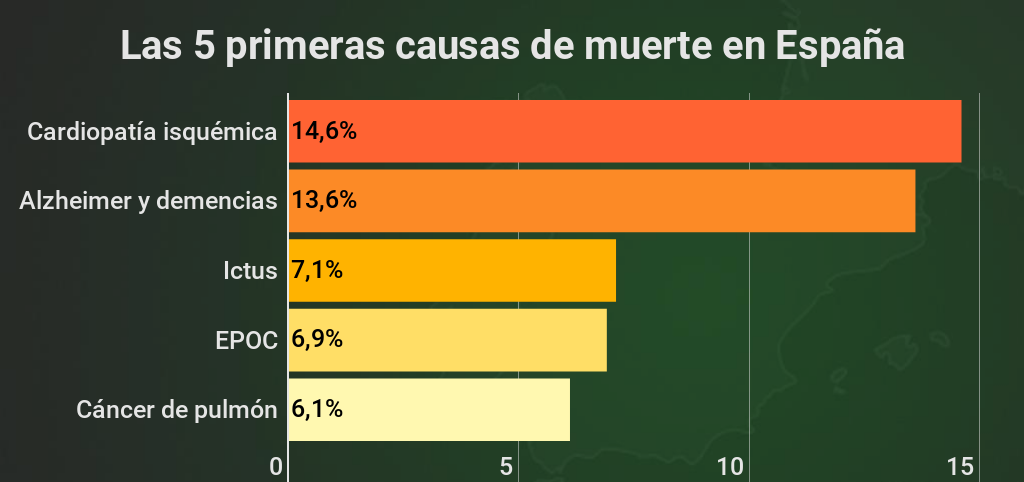 Las 5 primeras causas de muerte en España
Cardiopatía isquémica 14,6%
Alzheimer y demencias 13,6%
Ictus 7,1%
EPOC 6,9%
Cáncer de pulmón 6,1%
0 5 10 15